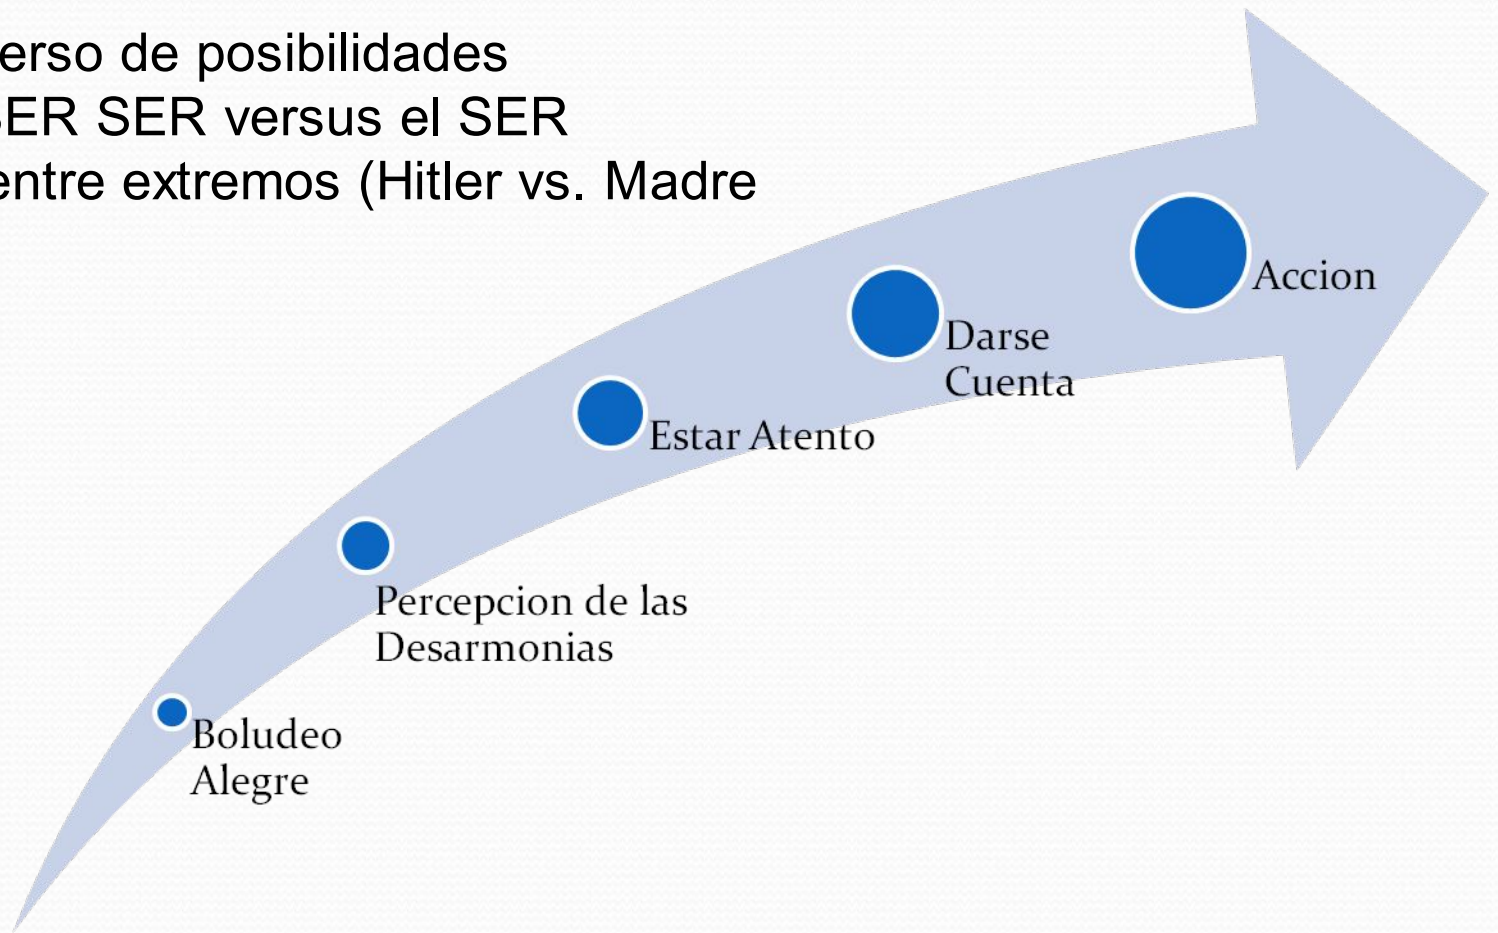 erso de posibilidades
SER SER versus el SER
entre extremos (Hitler vs. Madre
Accion
Darse
Cuenta
Estar Atento
Percepcion de las
Desarmonias
Boludeo
Alegre